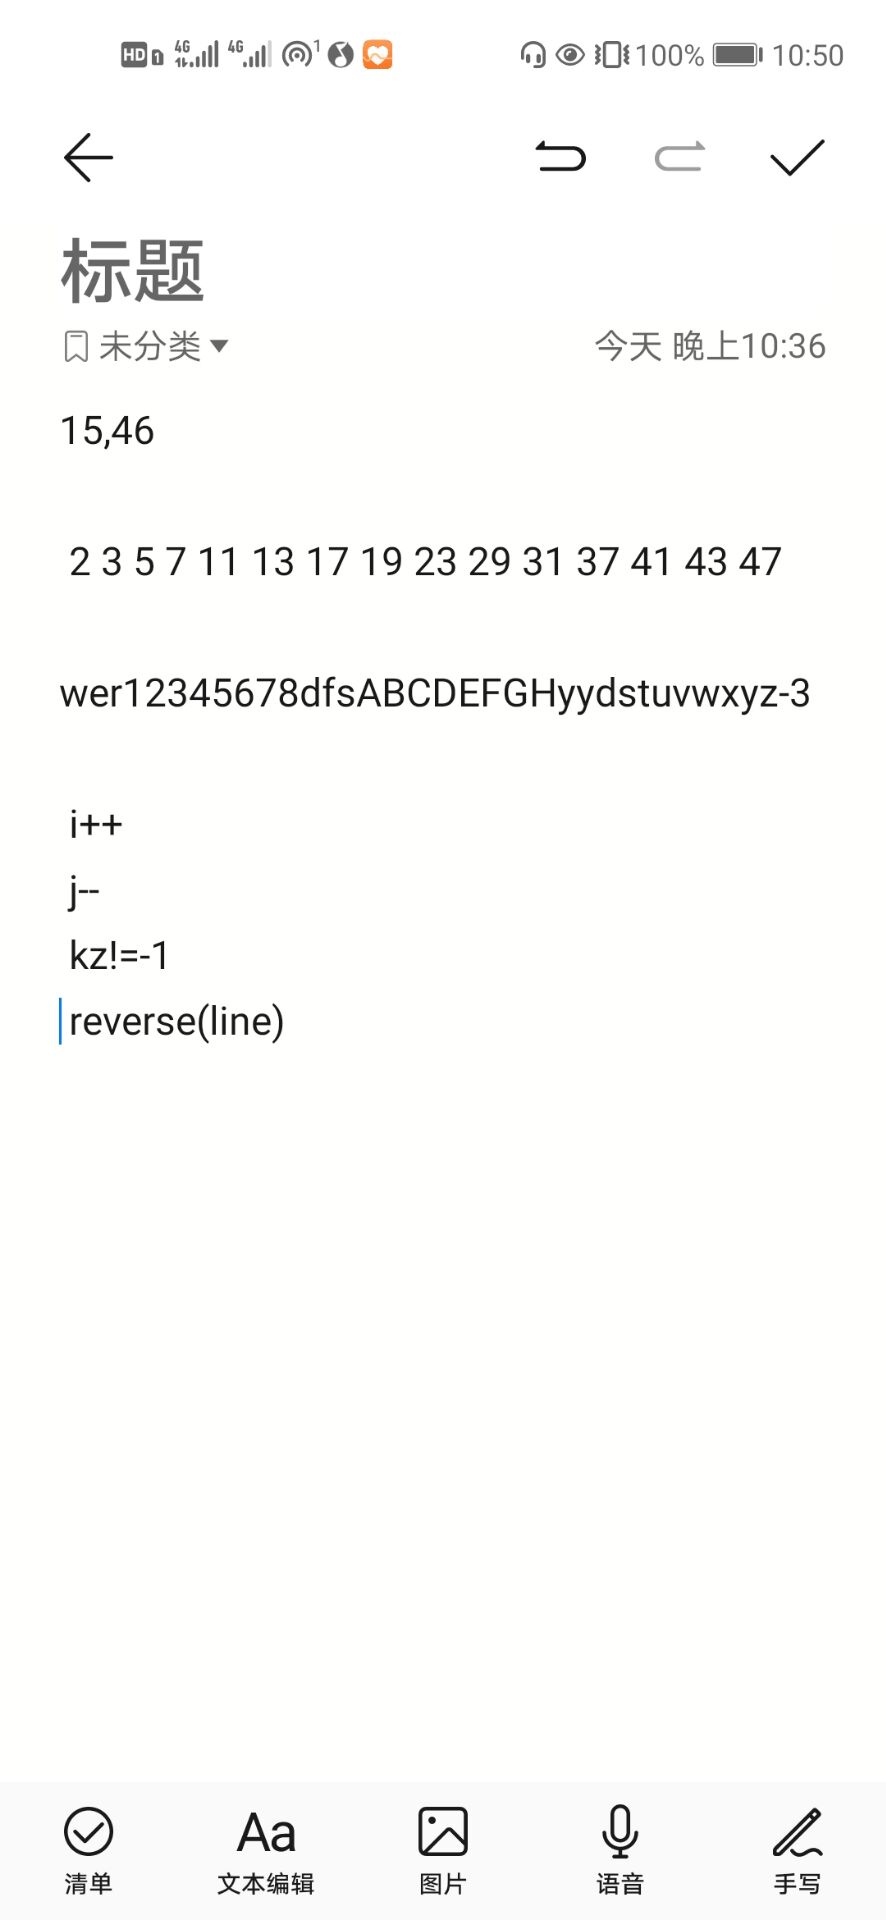 HD 1 4G 4G 1 100% 10:50
标题
未分类 今天 晚上10:36
15,46
2 3 5 7 11 13 17 19 23 29 31 37 41 43 47
wer12345678dfsABCDEFGHyydstuvwxyz-3
i++
j--
kz!=-1
reverse(line)
Aa
清单 文本编辑 图片 语音 手写